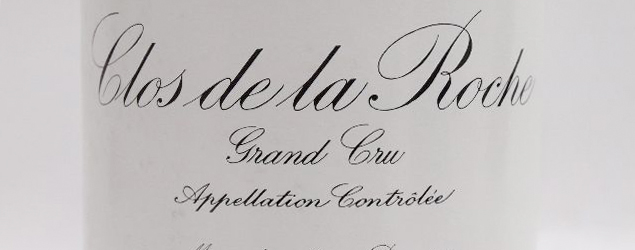 Clos de la Roche
Grand Cru
Appellation Contrôlée